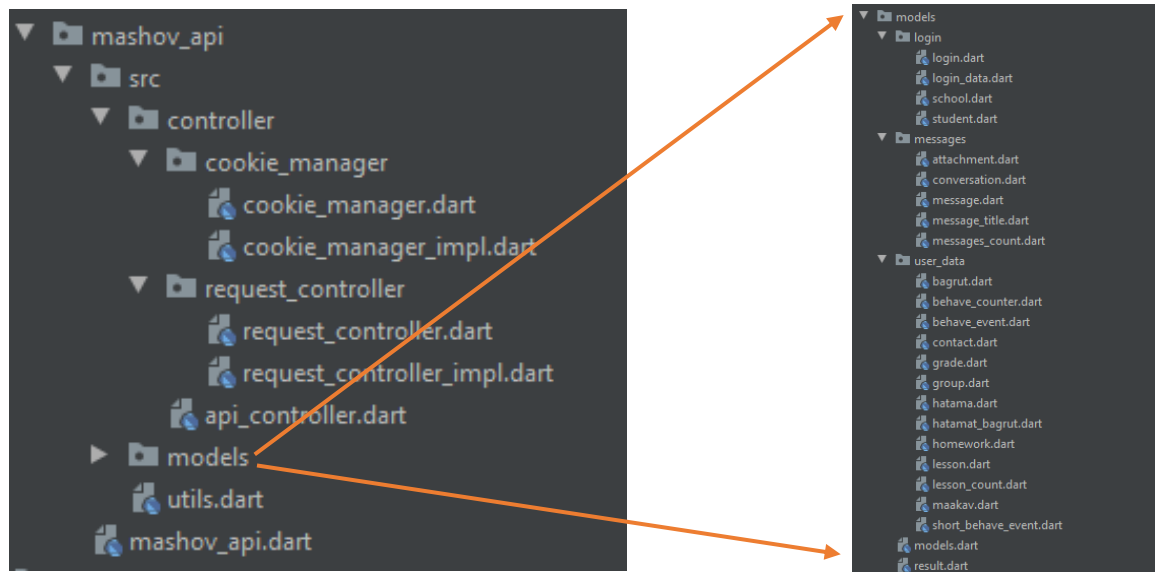 mashov_api
src
controller
cookie_manager
cookie_manager.dart
cookie_manager_impl.dart
request_controller
request_controller.dart
request_controller_impl.dart
api_controller.dart
models
utils.dart
mashov_api.dart
models
login
login.dart
login_data.dart
school.dart
student.dart
messages
attachment.dart
conversation.dart
message.dart
message_title.dart
messages_count.dart
user_data
bagrut.dart
behave_counter.dart
behave_event.dart
contact.dart
grade.dart
group.dart
hatama.dart
hatamat_bagrut.dart
homework.dart
lesson.dart
lesson_count.dart
maakav.dart
short_behave_event.dart
models.dart
result.dart